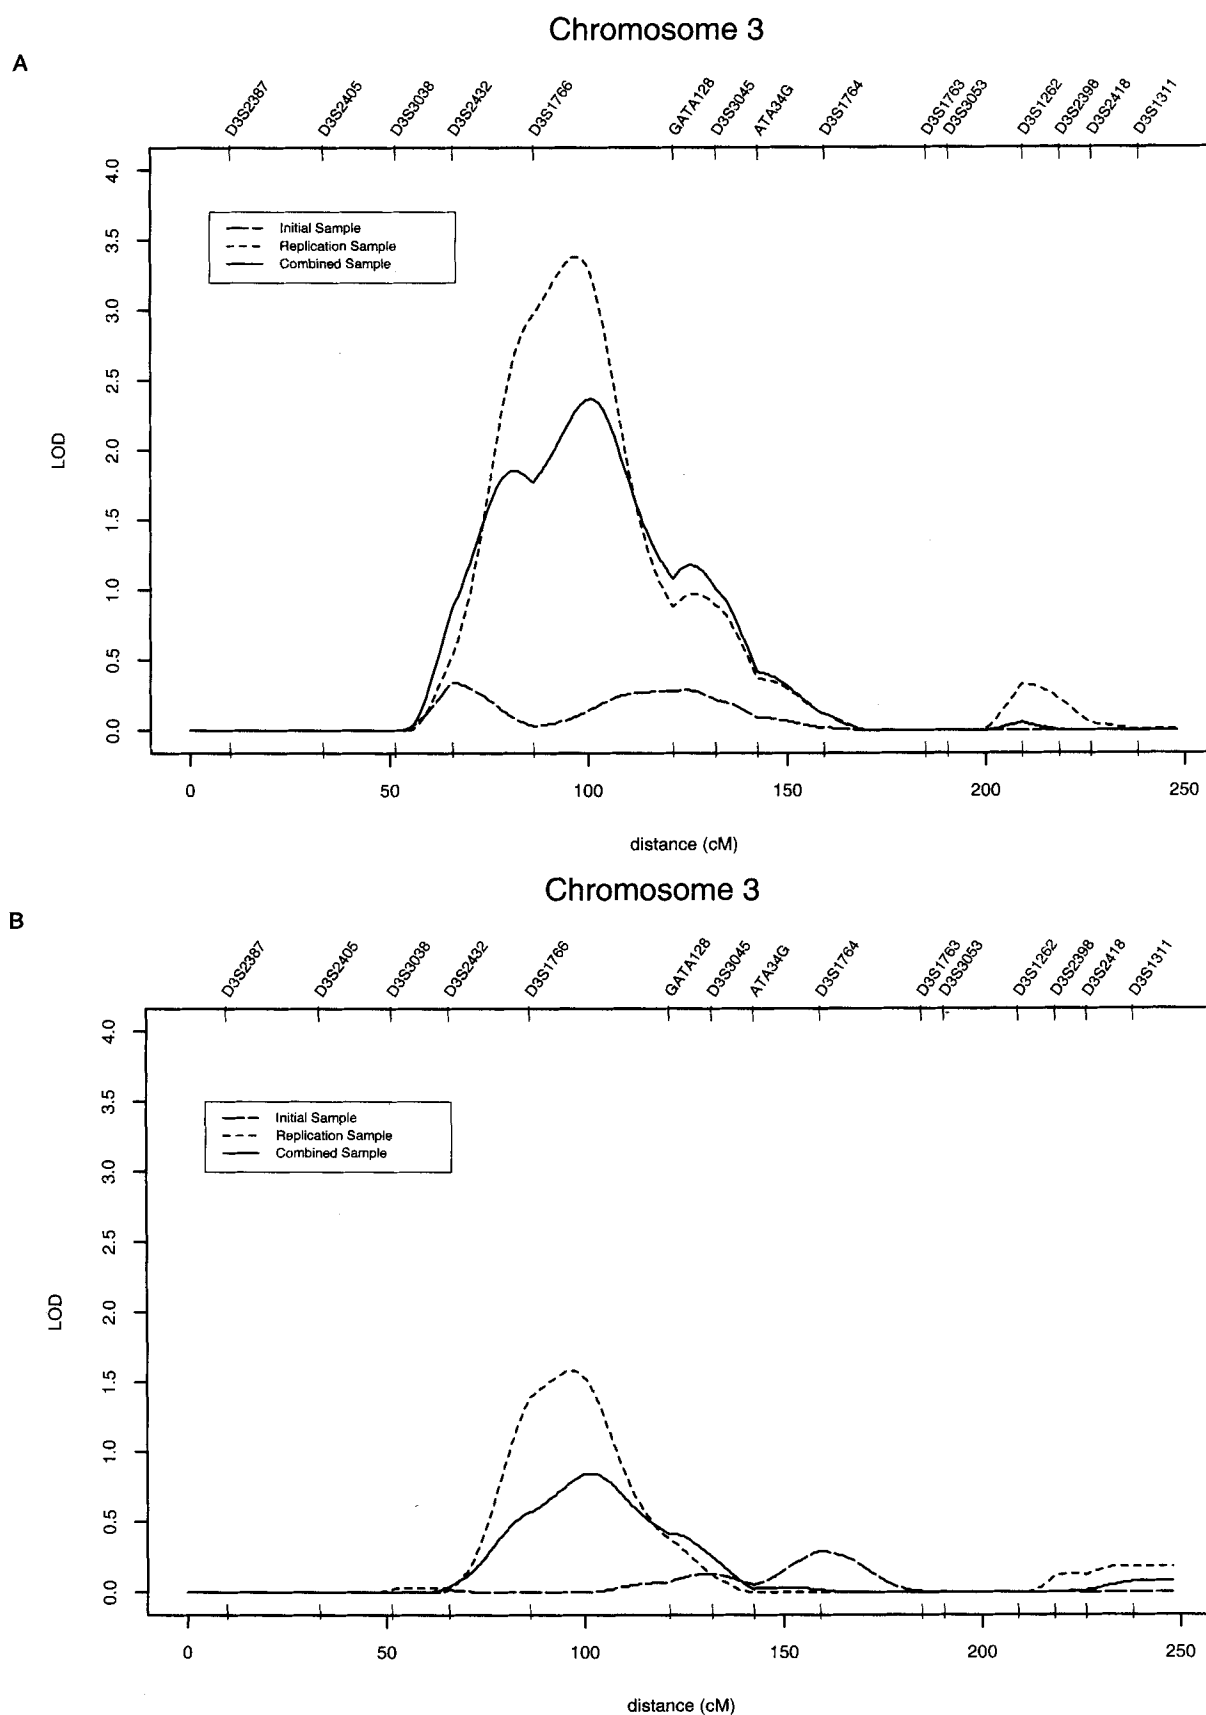 Chromosome 3
A
D3S2387 D3S2405 D3S3038 D3S2432 D3S1766 GATA128 D3S3045 ATA34G D3S1764 D3S1763 D3S3053 D3S1262 D3S2398 D3S2418 D3S1311
4.0
3.5
Initial Sample
Replication Sample
Combined Sample
3.0
2.5
LOD
2.0
1.5
1.0
0.5
0.0
0 50 100 150 200 250
distance (cM)
Chromosome 3
B
D3S2387 D3S2405 D3S3038 D3S2432 D3S1766 GATA128 D3S3045 ATA34G D3S1764 D3S1763 D3S3053 D3S1262 D3S2398 D3S2418 D3S1311
4.0
3.5
Initial Sample
Replication Sample
Combined Sample
3.0
2.5
LOD
2.0
1.5
1.0
0.5
0.0
0 50 100 150 200 250
distance (cM)